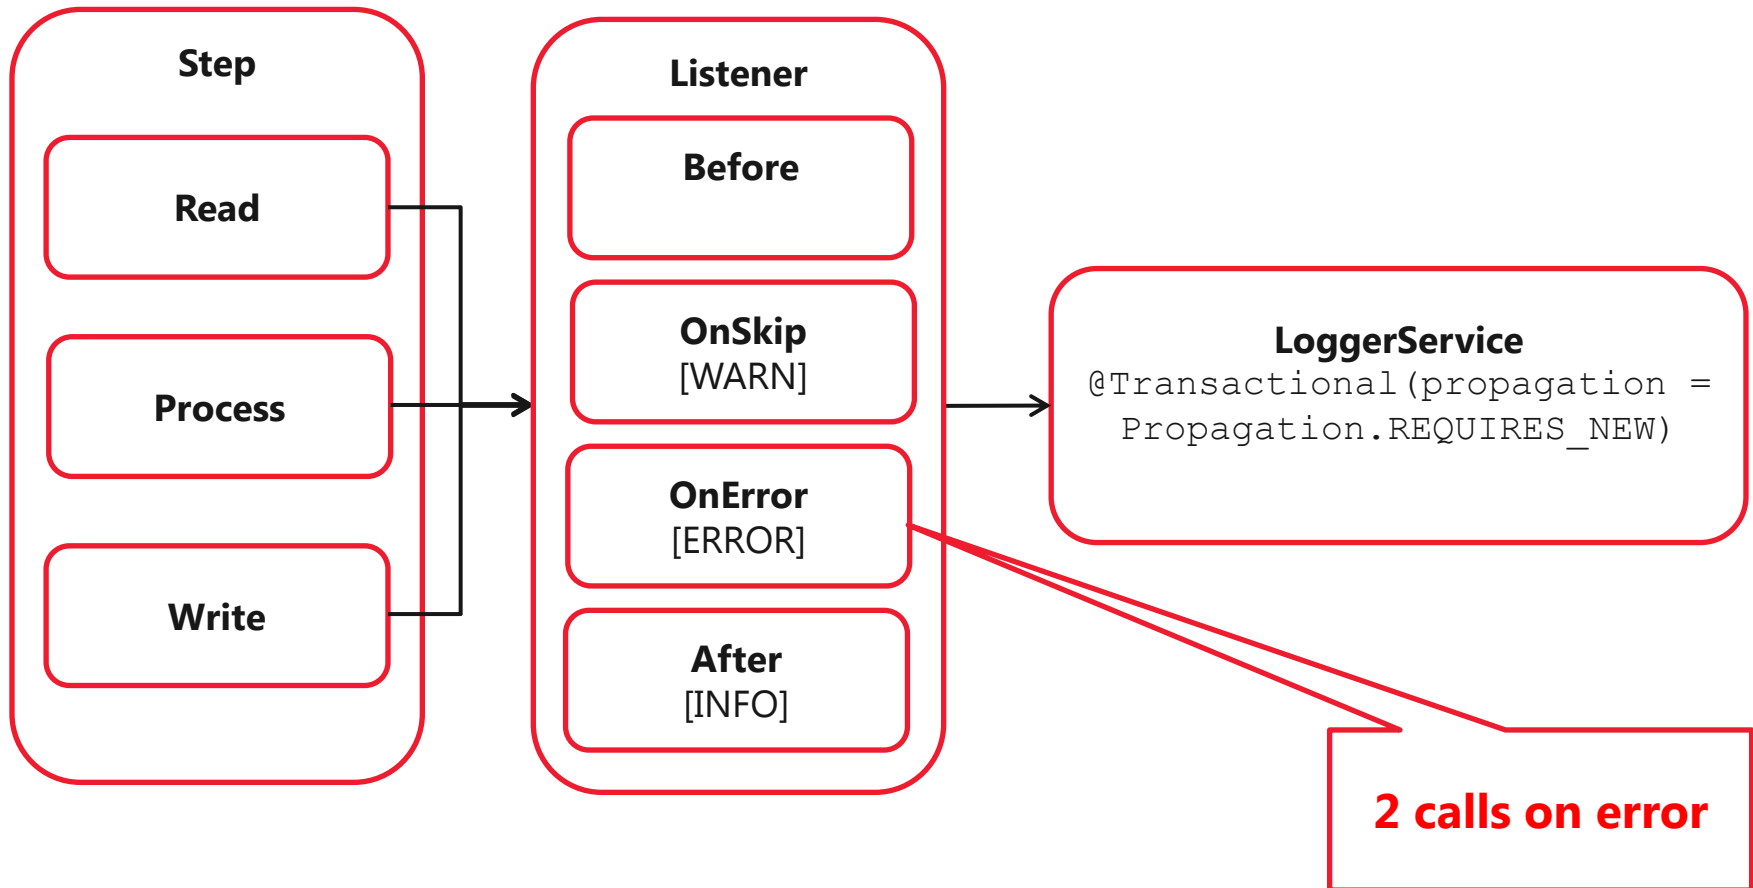 Step
Read
Process
Write
Listener
Before
OnSkip
[WARN]
OnError
[ERROR]
After
[INFO]
LoggerService
@Transactional(propagation =
Propagation.REQUIRES_NEW)
2 calls on error